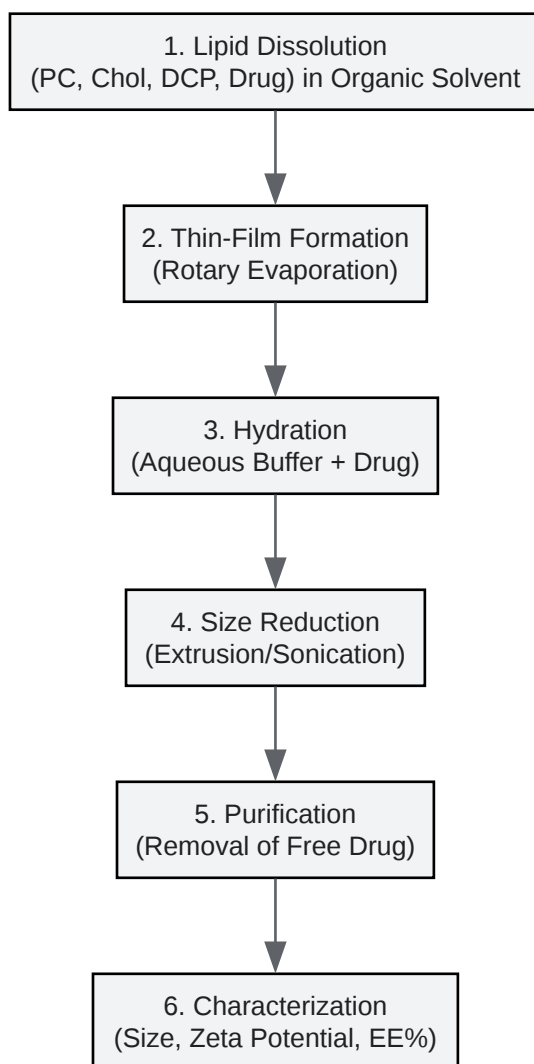 1. Lipid Dissolution
(PC, Chol, DCP, Drug) in Organic Solvent
2. Thin-Film Formation
(Rotary Evaporation)
3. Hydration
(Aqueous Buffer + Drug)
4. Size Reduction
(Extrusion/Sonication)
5. Purification
(Removal of Free Drug)
6. Characterization
(Size, Zeta Potential, EE%)